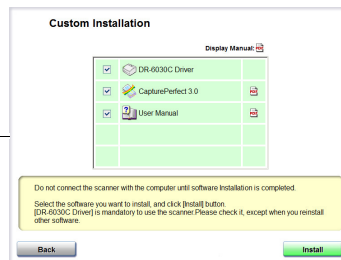 Custom Installation
Display Manual:
DR-6030C Driver
CapturePerfect 3.0
User Manual
Do not connect the scanner with the computer until software Installation is completed.
Select the software you want to install, and click [Install] button.
[DR-6030C Driver] is mandatory to use the scanner.Please check it, except when you reinstall
other software.
Back
Install